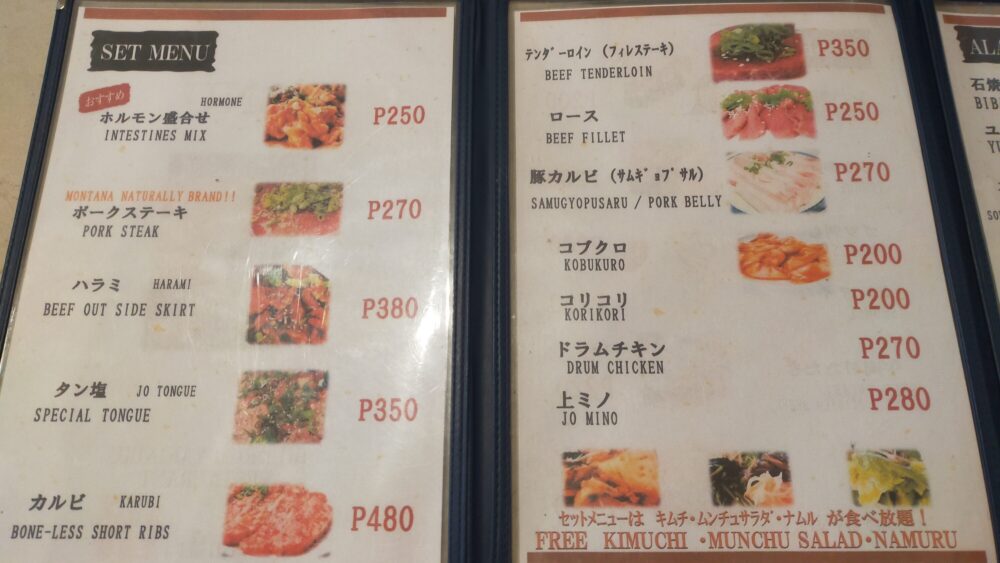 SET MENU
おすすめ
HORMONE
ホルモン盛合せ
INTESTINES MIX
P250
MONTANA NATURALLY BRAND!!
ポークステーキ
PORK STEAK
P270
ハラミ HARAMI
BEEF OUT SIDE SKIRT
P380
タン塩 JO TONGUE
SPECIAL TONGUE
P350
カルビ KARUBI
BONE-LESS SHORT RIBS
P480
テンダーロイン (フィレステーキ)
BEEF TENDERLOIN
P350
ロース
BEEF FILLET
P250
豚カルビ (サムギョプサル)
SAMUGYOPUSARU / PORK BELLY
P270
コブクロ
KOBUKURO
P200
コリコリ
KORIKORI
P200
ドラムチキン
DRUM CHICKEN
P270
上ミノ
JO MINO
P280
セットメニューは キムチ・ムンチュサラダ・ナムル が食べ放題！
FREE KIMUCHI ・MUNCHU SALAD・NAMURU
石焼